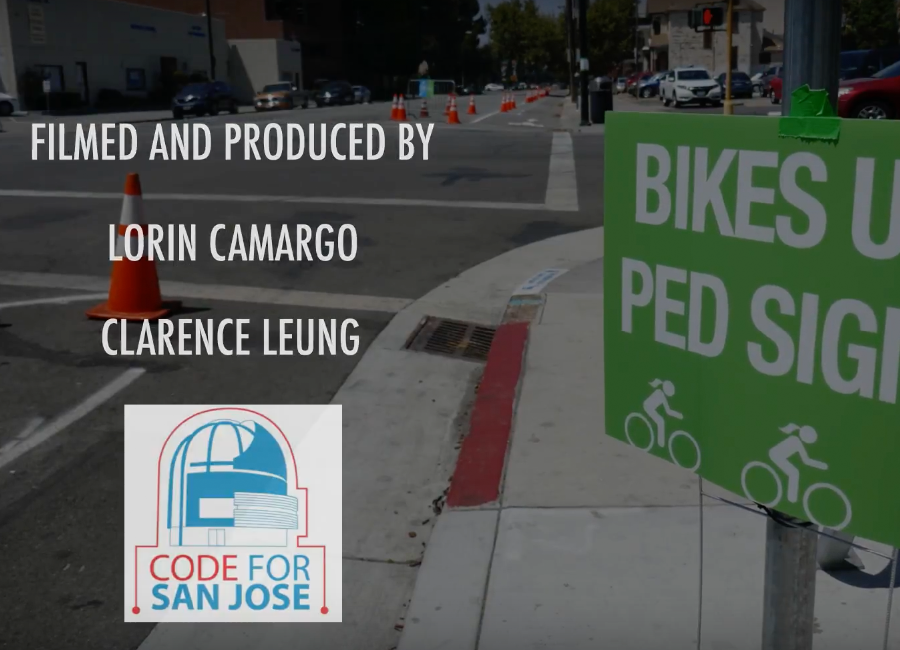 FILMED AND PRODUCED BY
LORIN CAMARGO
CLARENCE LEUNG
CODE FOR
SAN JOSE
BIKES U
PED SIG